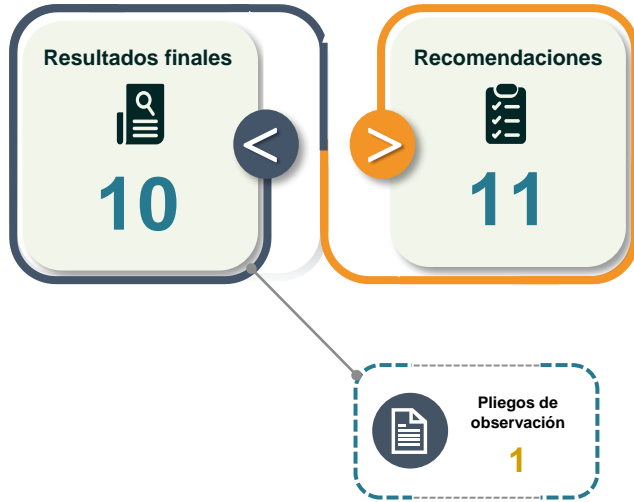 Resultados finales
10
<
>
Recomendaciones
11
Pliegos de
observación
1